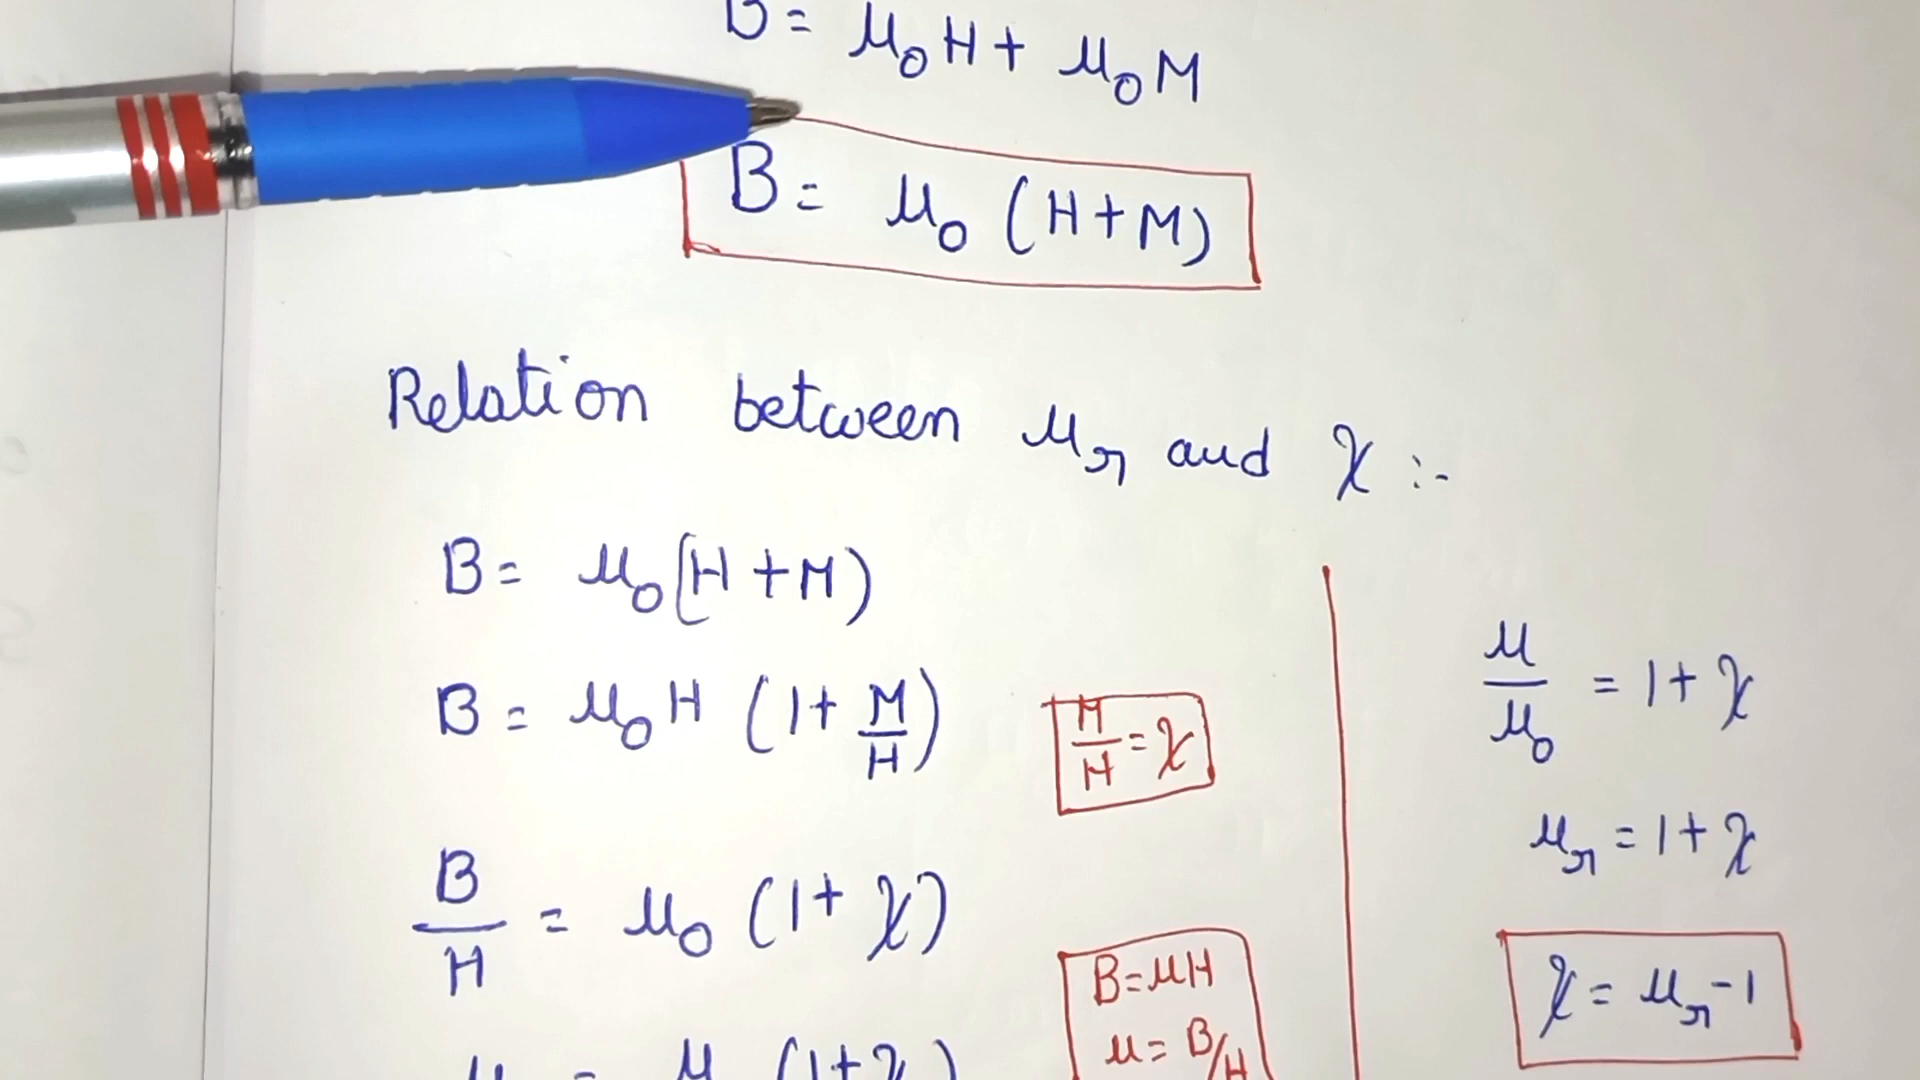 B = μ₀H + μ₀M
B = μ₀ (H+M)
Relation between μᵣ and χ :-
B = μ₀(H + M)
B = μ₀H (1 + M/H)
M/H = χ
B/H = μ₀ (1 + χ)
B = μH
μ = B/H
μ = μ (1+χ)
μ/μ₀ = 1 + χ
μᵣ = 1 + χ
χ = μᵣ - 1